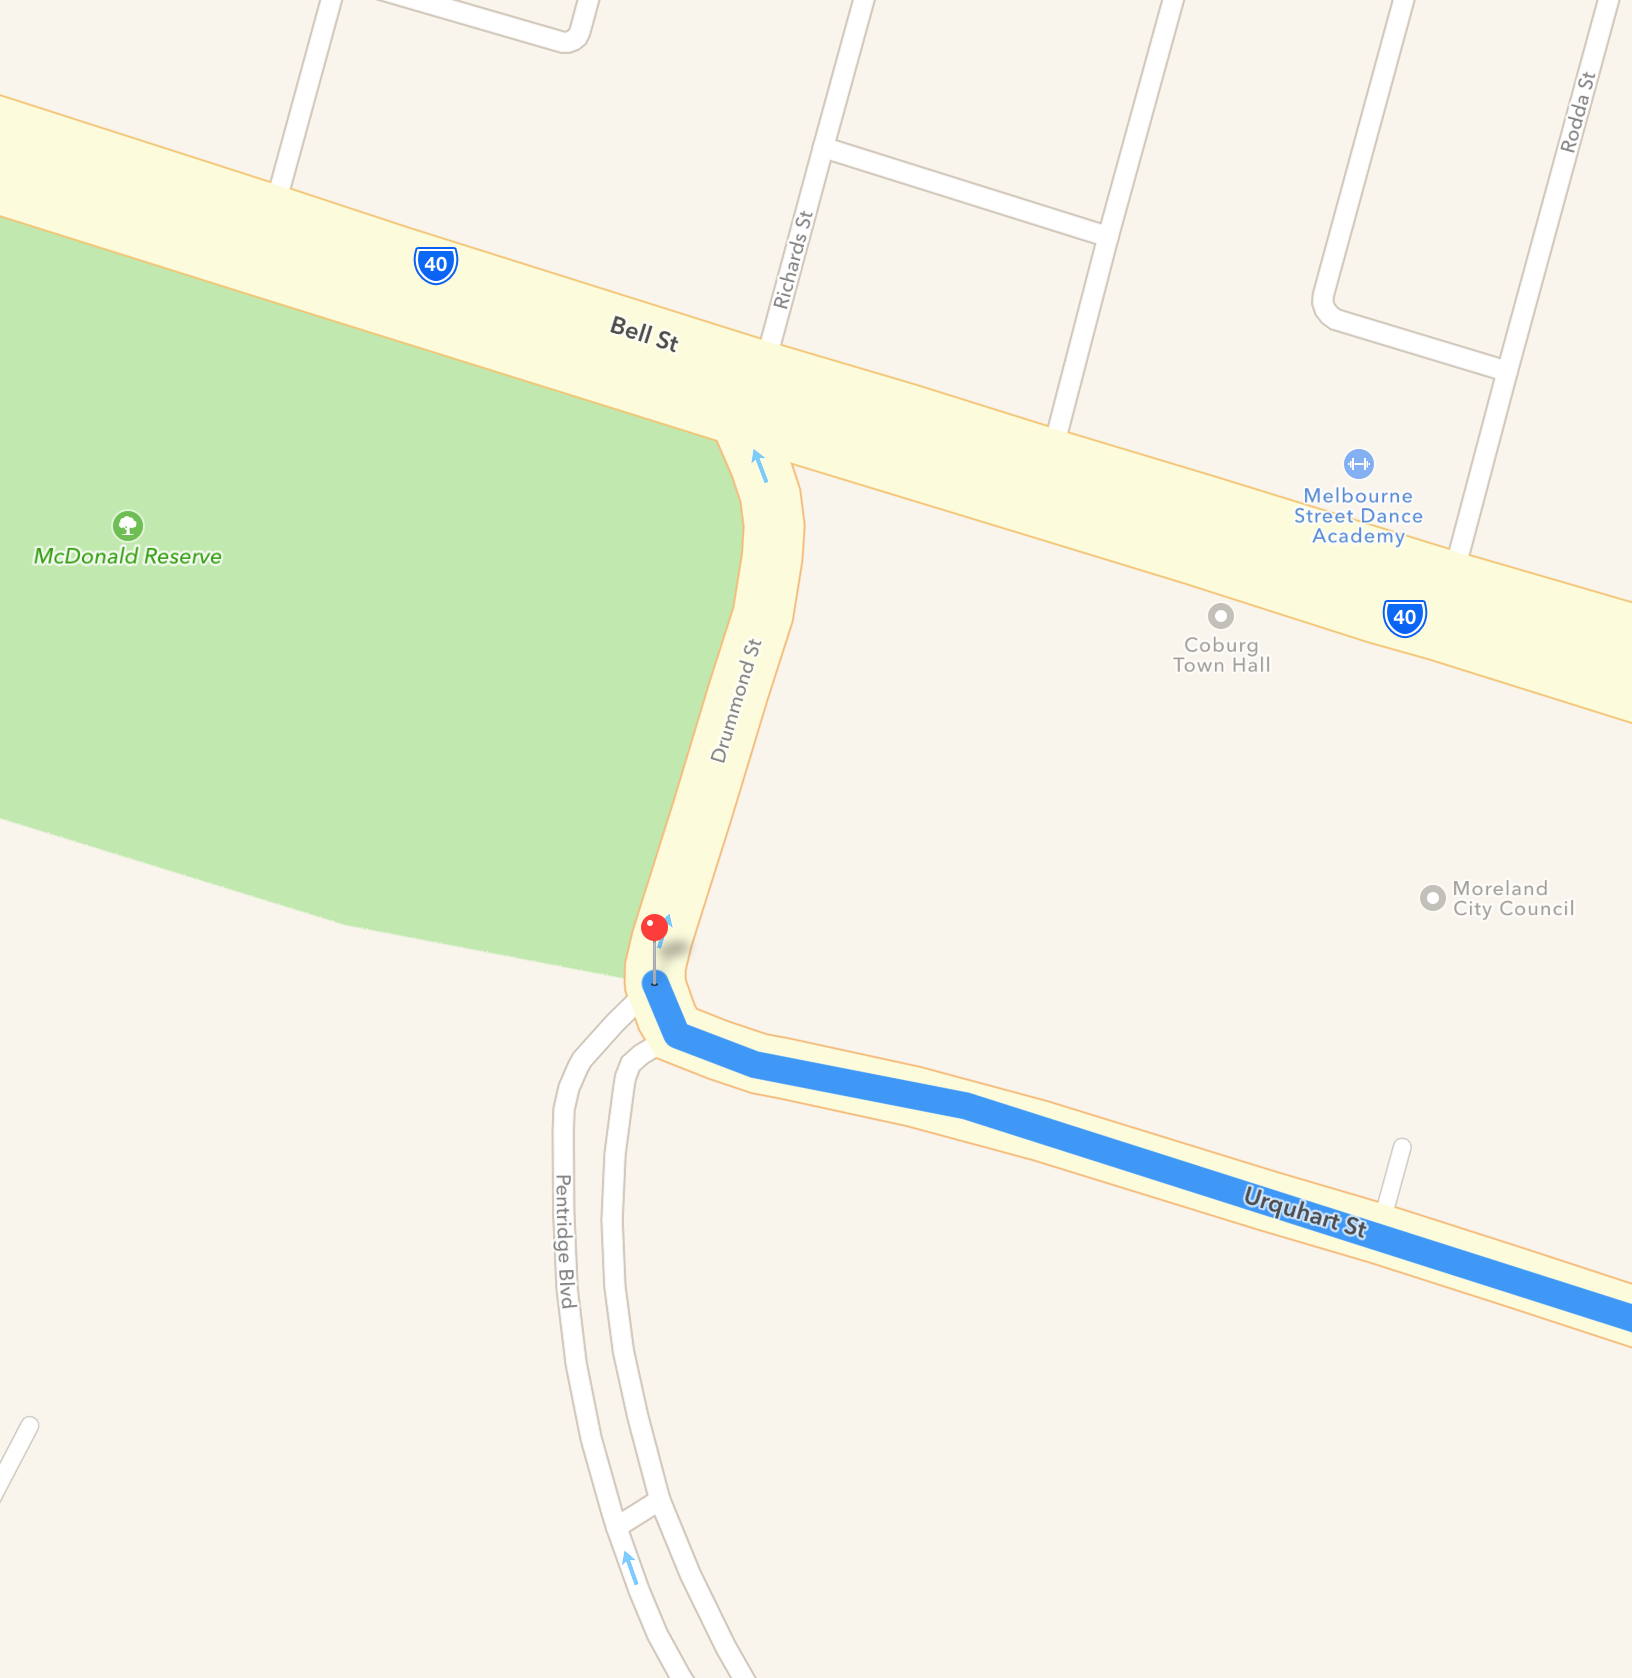 Rodda St
Richards St
40
Bell St
Melbourne
Street Dance
Academy
McDonald Reserve
40
Coburg
Town Hall
Drummond St
Moreland
City Council
Urquhart St
Pentridge Blvd